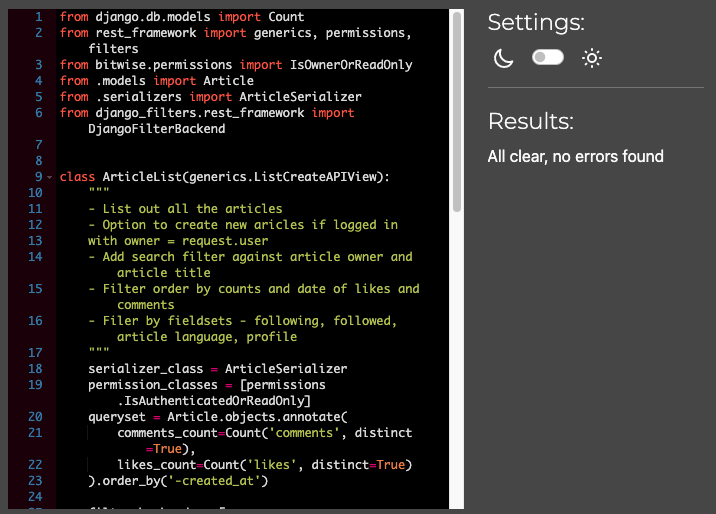 Settings:
Results:
All clear, no errors found
1 from django.db.models import Count
2 from rest_framework import generics, permissions,
filters
3 from bitwise.permissions import IsOwnerOrReadOnly
4 from .models import Article
5 from .serializers import ArticleSerializer
6 from django_filters.rest_framework import
DjangoFilterBackend
7
8
9 class ArticleList(generics.ListCreateAPIView):
10 """
11 - List out all the articles
12 - Option to create new aricles if logged in
13 with owner = request.user
14 - Add search filter against article owner and
article title
15 - Filter order by counts and date of likes and
comments
16 - Filer by fieldsets - following, followed,
article language, profile
17 """
18 serializer_class = ArticleSerializer
19 permission_classes = [permissions
.IsAuthenticatedOrReadOnly]
20 queryset = Article.objects.annotate(
21 comments_count=Count('comments', distinct
=True),
22 likes_count=Count('likes', distinct=True)
23 ).order_by('-created_at')
24